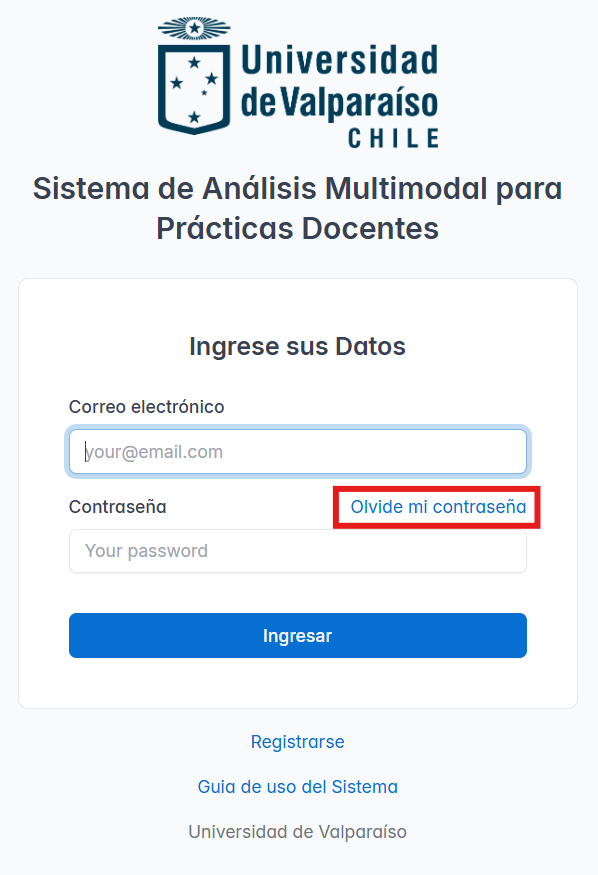 Universidad
de Valparaíso
CHILE
Sistema de Análisis Multimodal para
Prácticas Docentes
Ingrese sus Datos
Correo electrónico
your@email.com
Contraseña
Olvide mi contraseña
Your password
Ingresar
Registrarse
Guia de uso del Sistema
Universidad de Valparaíso